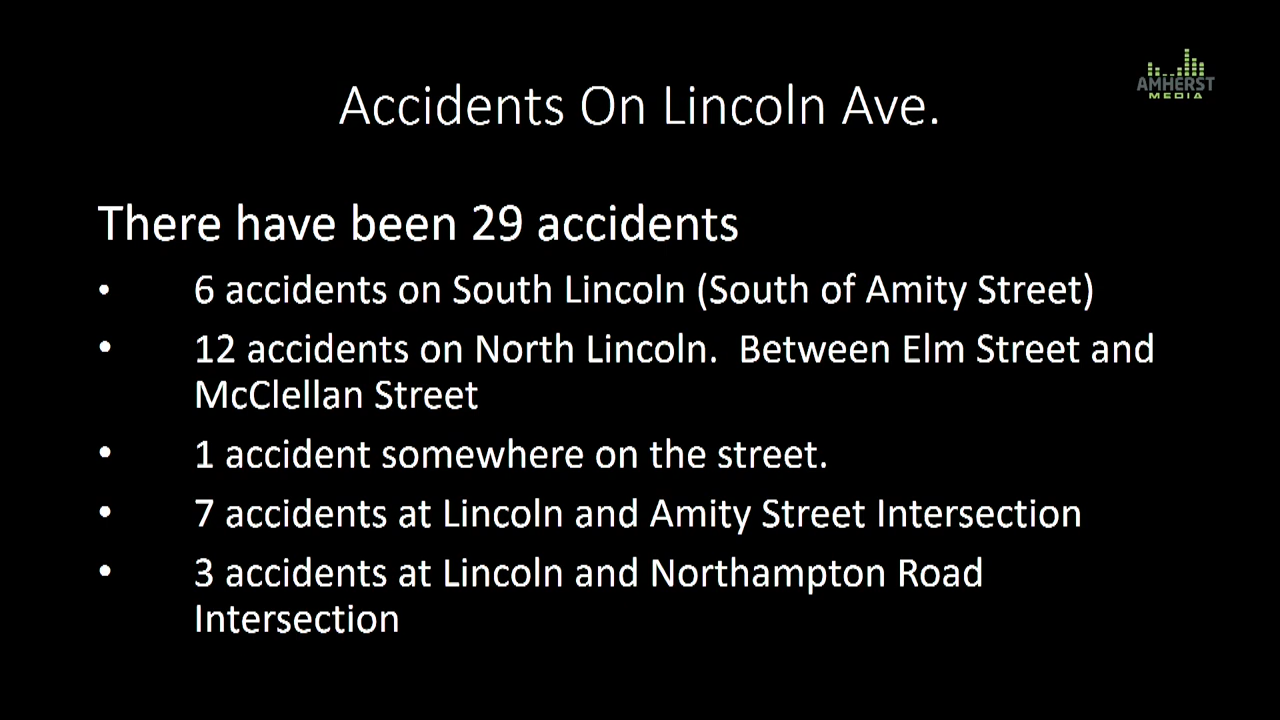 AMHERST
MEDIA
Accidents On Lincoln Ave.
There have been 29 accidents
• 6 accidents on South Lincoln (South of Amity Street)
• 12 accidents on North Lincoln.  Between Elm Street and
McClellan Street
• 1 accident somewhere on the street.
• 7 accidents at Lincoln and Amity Street Intersection
• 3 accidents at Lincoln and Northampton Road
Intersection